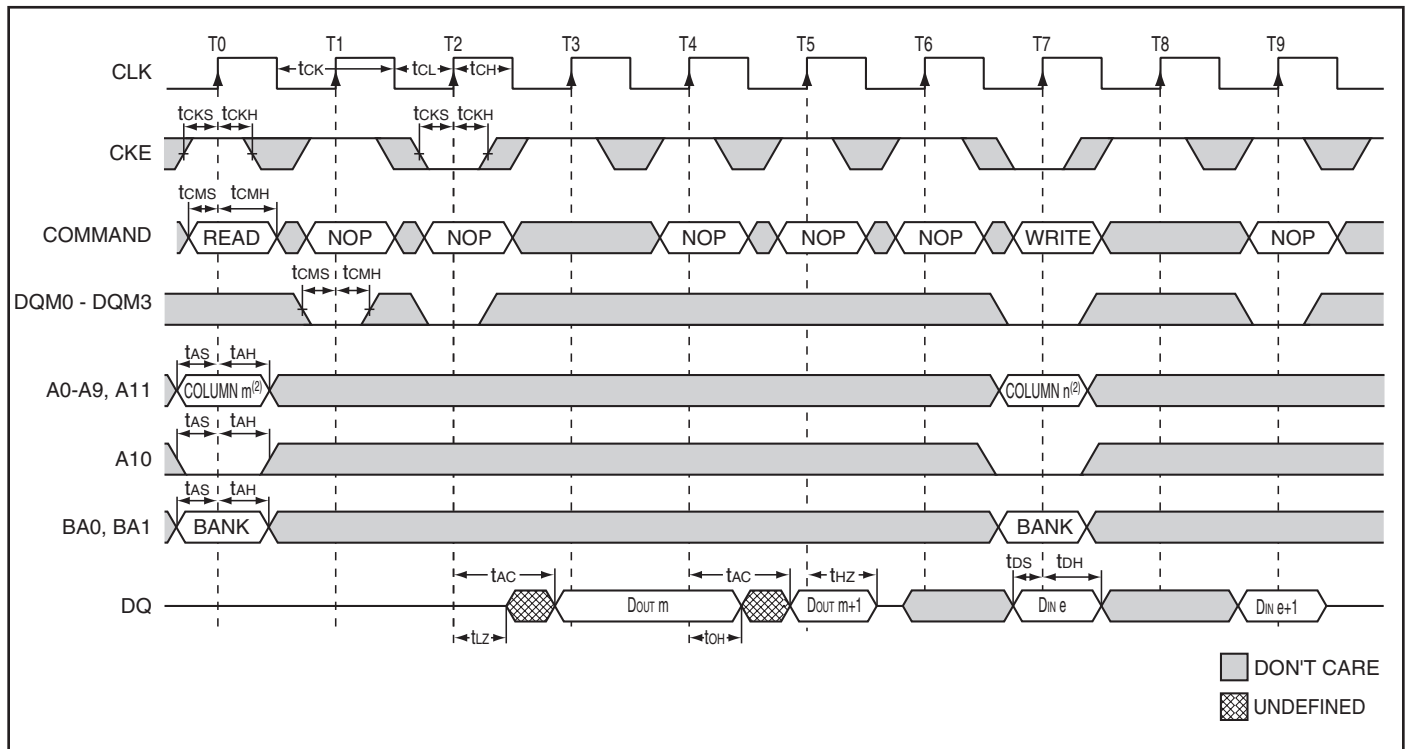 T0 T1 T2 T3 T4 T5 T6 T7 T8 T9
CLK tCK tCL tCH
tCKS tCKH tCKS tCKH
CKE
tCMS tCMH
COMMAND READ NOP NOP NOP NOP NOP WRITE NOP
tCMS tCMH
DQM0 - DQM3
tAS tAH
A0-A9, A11 COLUMN m(2) COLUMN n(2)
tAS tAH
A10
tAS tAH
BA0, BA1 BANK BANK
tAC tAC tHZ tDS tDH
DQ DOUT m DOUT m+1 DIN e DIN e+1
tLZ tOH
DON'T CARE
UNDEFINED